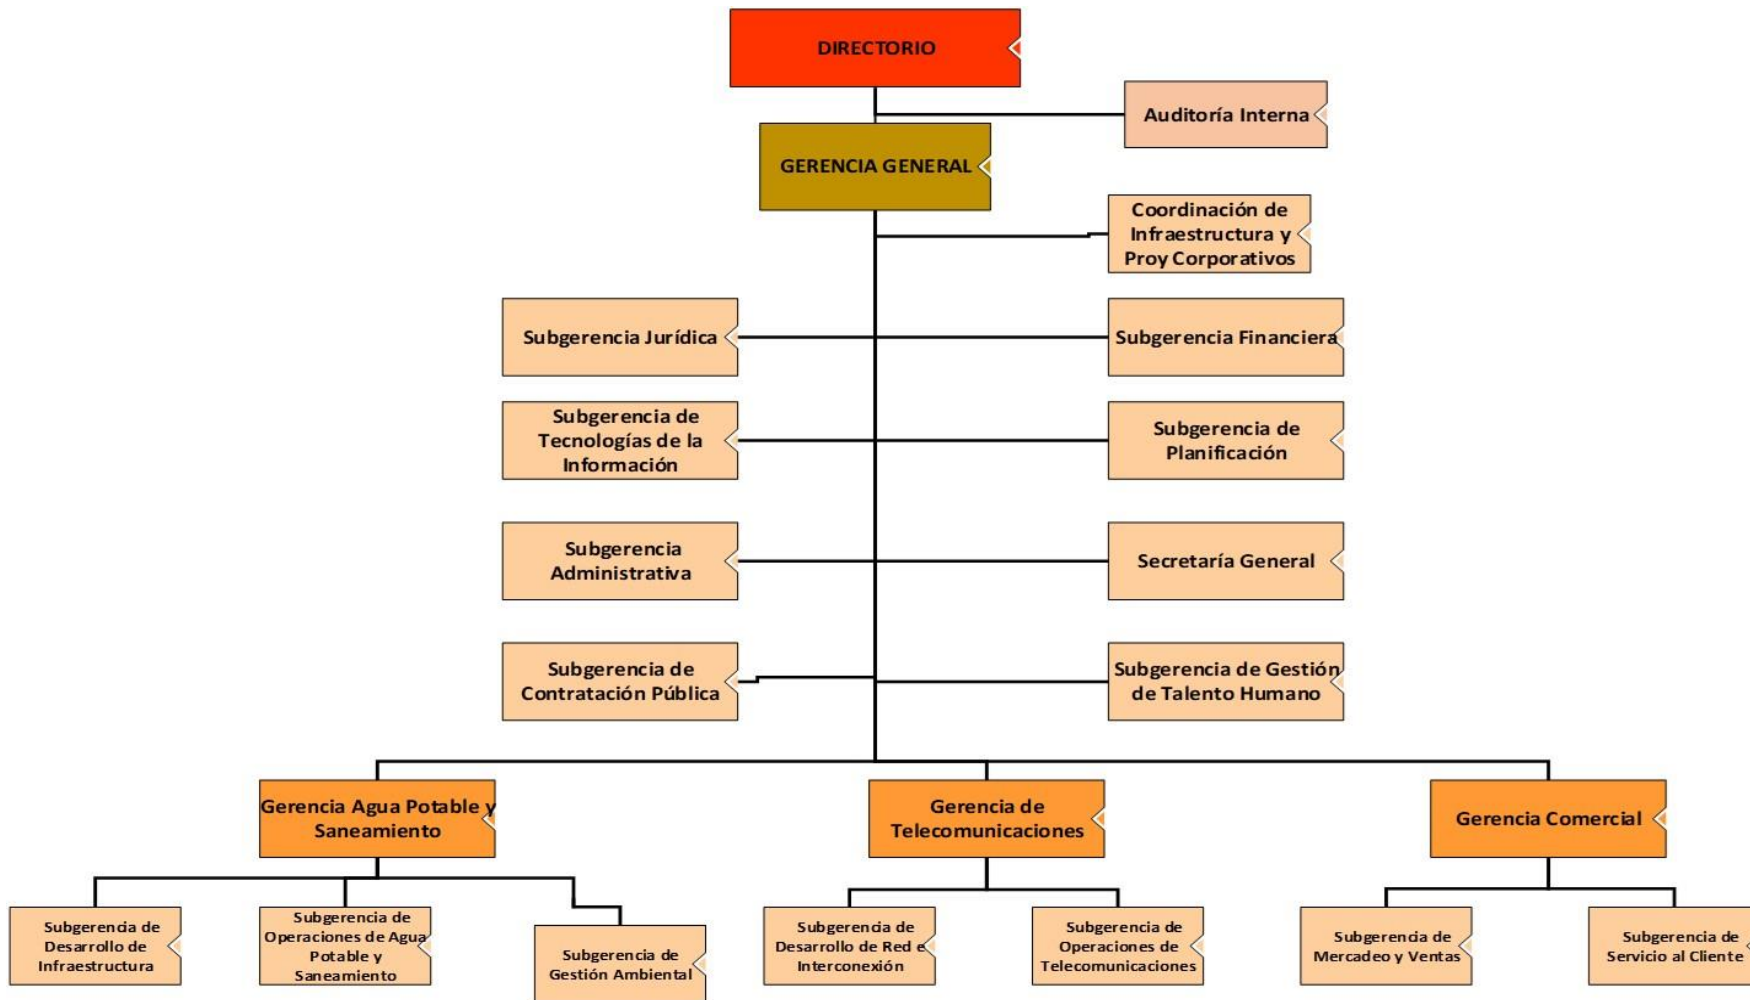 DIRECTORIO
Auditoría Interna
GERENCIA GENERAL
Coordinación de
Infraestructura y
Proy Corporativos
Subgerencia Jurídica
Subgerencia Financiera
Subgerencia de
Tecnologías de la
Información
Subgerencia de
Planificación
Subgerencia
Administrativa
Secretaría General
Subgerencia de
Contratación Pública
Subgerencia de Gestión
de Talento Humano
Gerencia Agua Potable y
Saneamiento
Gerencia de
Telecomunicaciones
Gerencia Comercial
Subgerencia de
Desarrollo de
Infraestructura
Subgerencia de
Operaciones de Agua
Potable y
Saneamiento
Subgerencia de
Gestión Ambiental
Subgerencia de
Desarrollo de Red e
Interconexión
Subgerencia de
Operaciones de
Telecomunicaciones
Subgerencia de
Mercadeo y Ventas
Subgerencia de
Servicio al Cliente